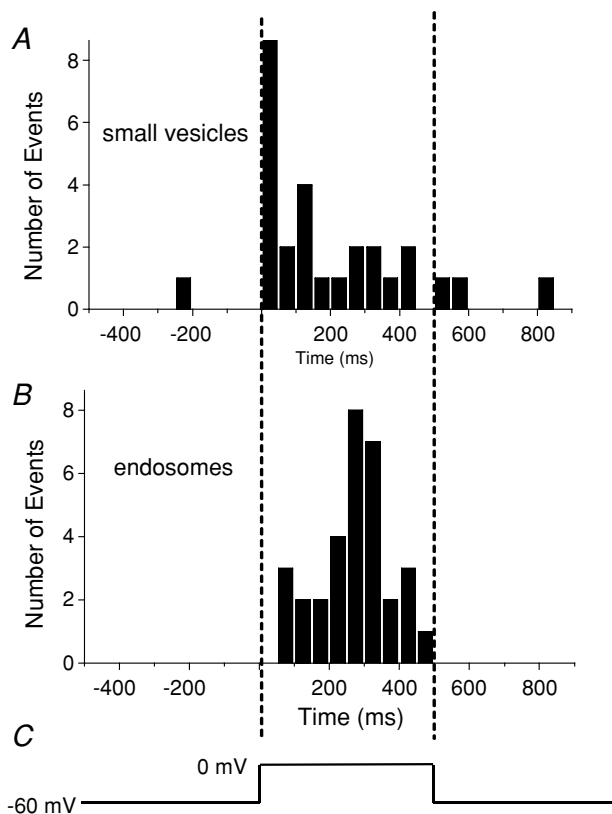 A
Number of Events
8
6
4
2
0
small vesicles
-400 -200 200 400 600 800
Time (ms)
B
Number of Events
8
6
4
2
0
endosomes
-400 -200 200 400 600 800
Time (ms)
C
0 mV
-60 mV